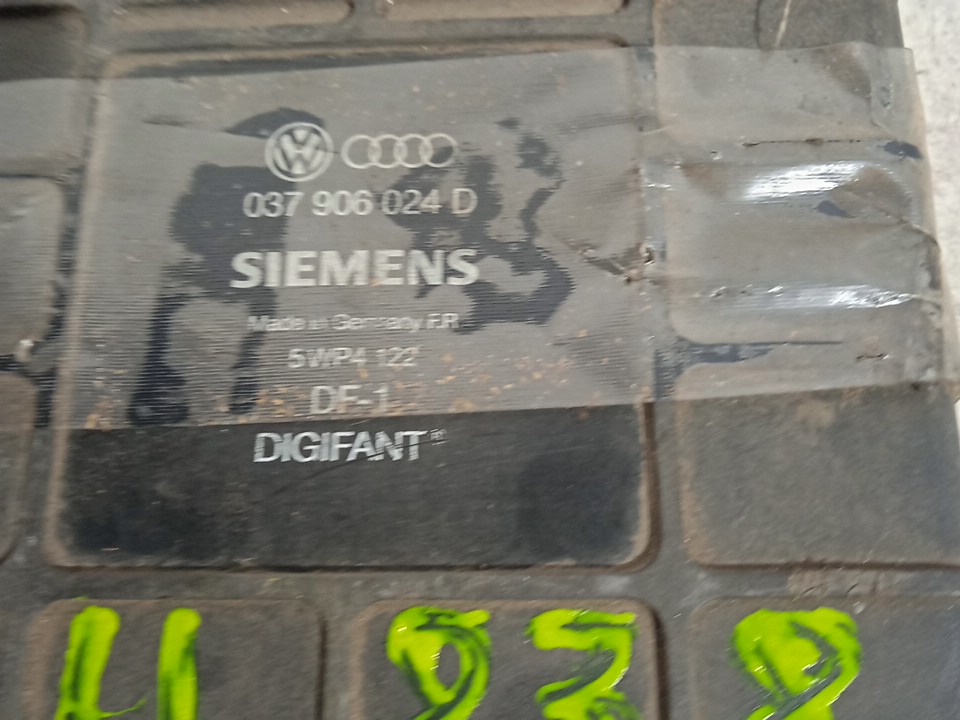 037 906 024 D
SIEMENS
Made in Germany F.R
5WP4 122
DF-1
DIGIFANT®